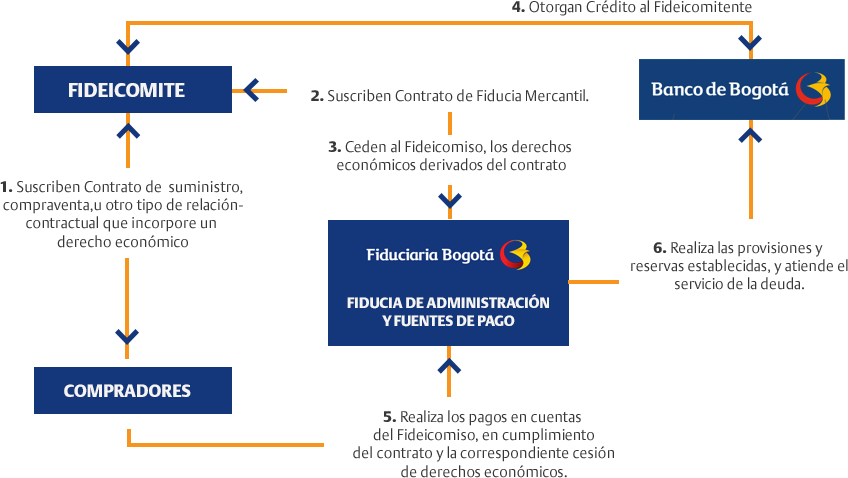 4. Otorgan Crédito al Fideicomitente
FIDEICOMITE
Banco de Bogotá
2. Suscriben Contrato de Fiducia Mercantil.
3. Ceden al Fideicomiso, los derechos
económicos derivados del contrato
1. Suscriben Contrato de suministro,
compraventa,u otro tipo de relación-
contractual que incorpore un
derecho económico
Fiduciaria Bogotá
FIDUCIA DE ADMINISTRACIÓN
Y FUENTES DE PAGO
6. Realiza las provisiones y
reservas establecidas, y atiende el
servicio de la deuda.
COMPRADORES
5. Realiza los pagos en cuentas
del Fideicomiso, en cumplimiento
del contrato y la correspondiente cesión
de derechos económicos.